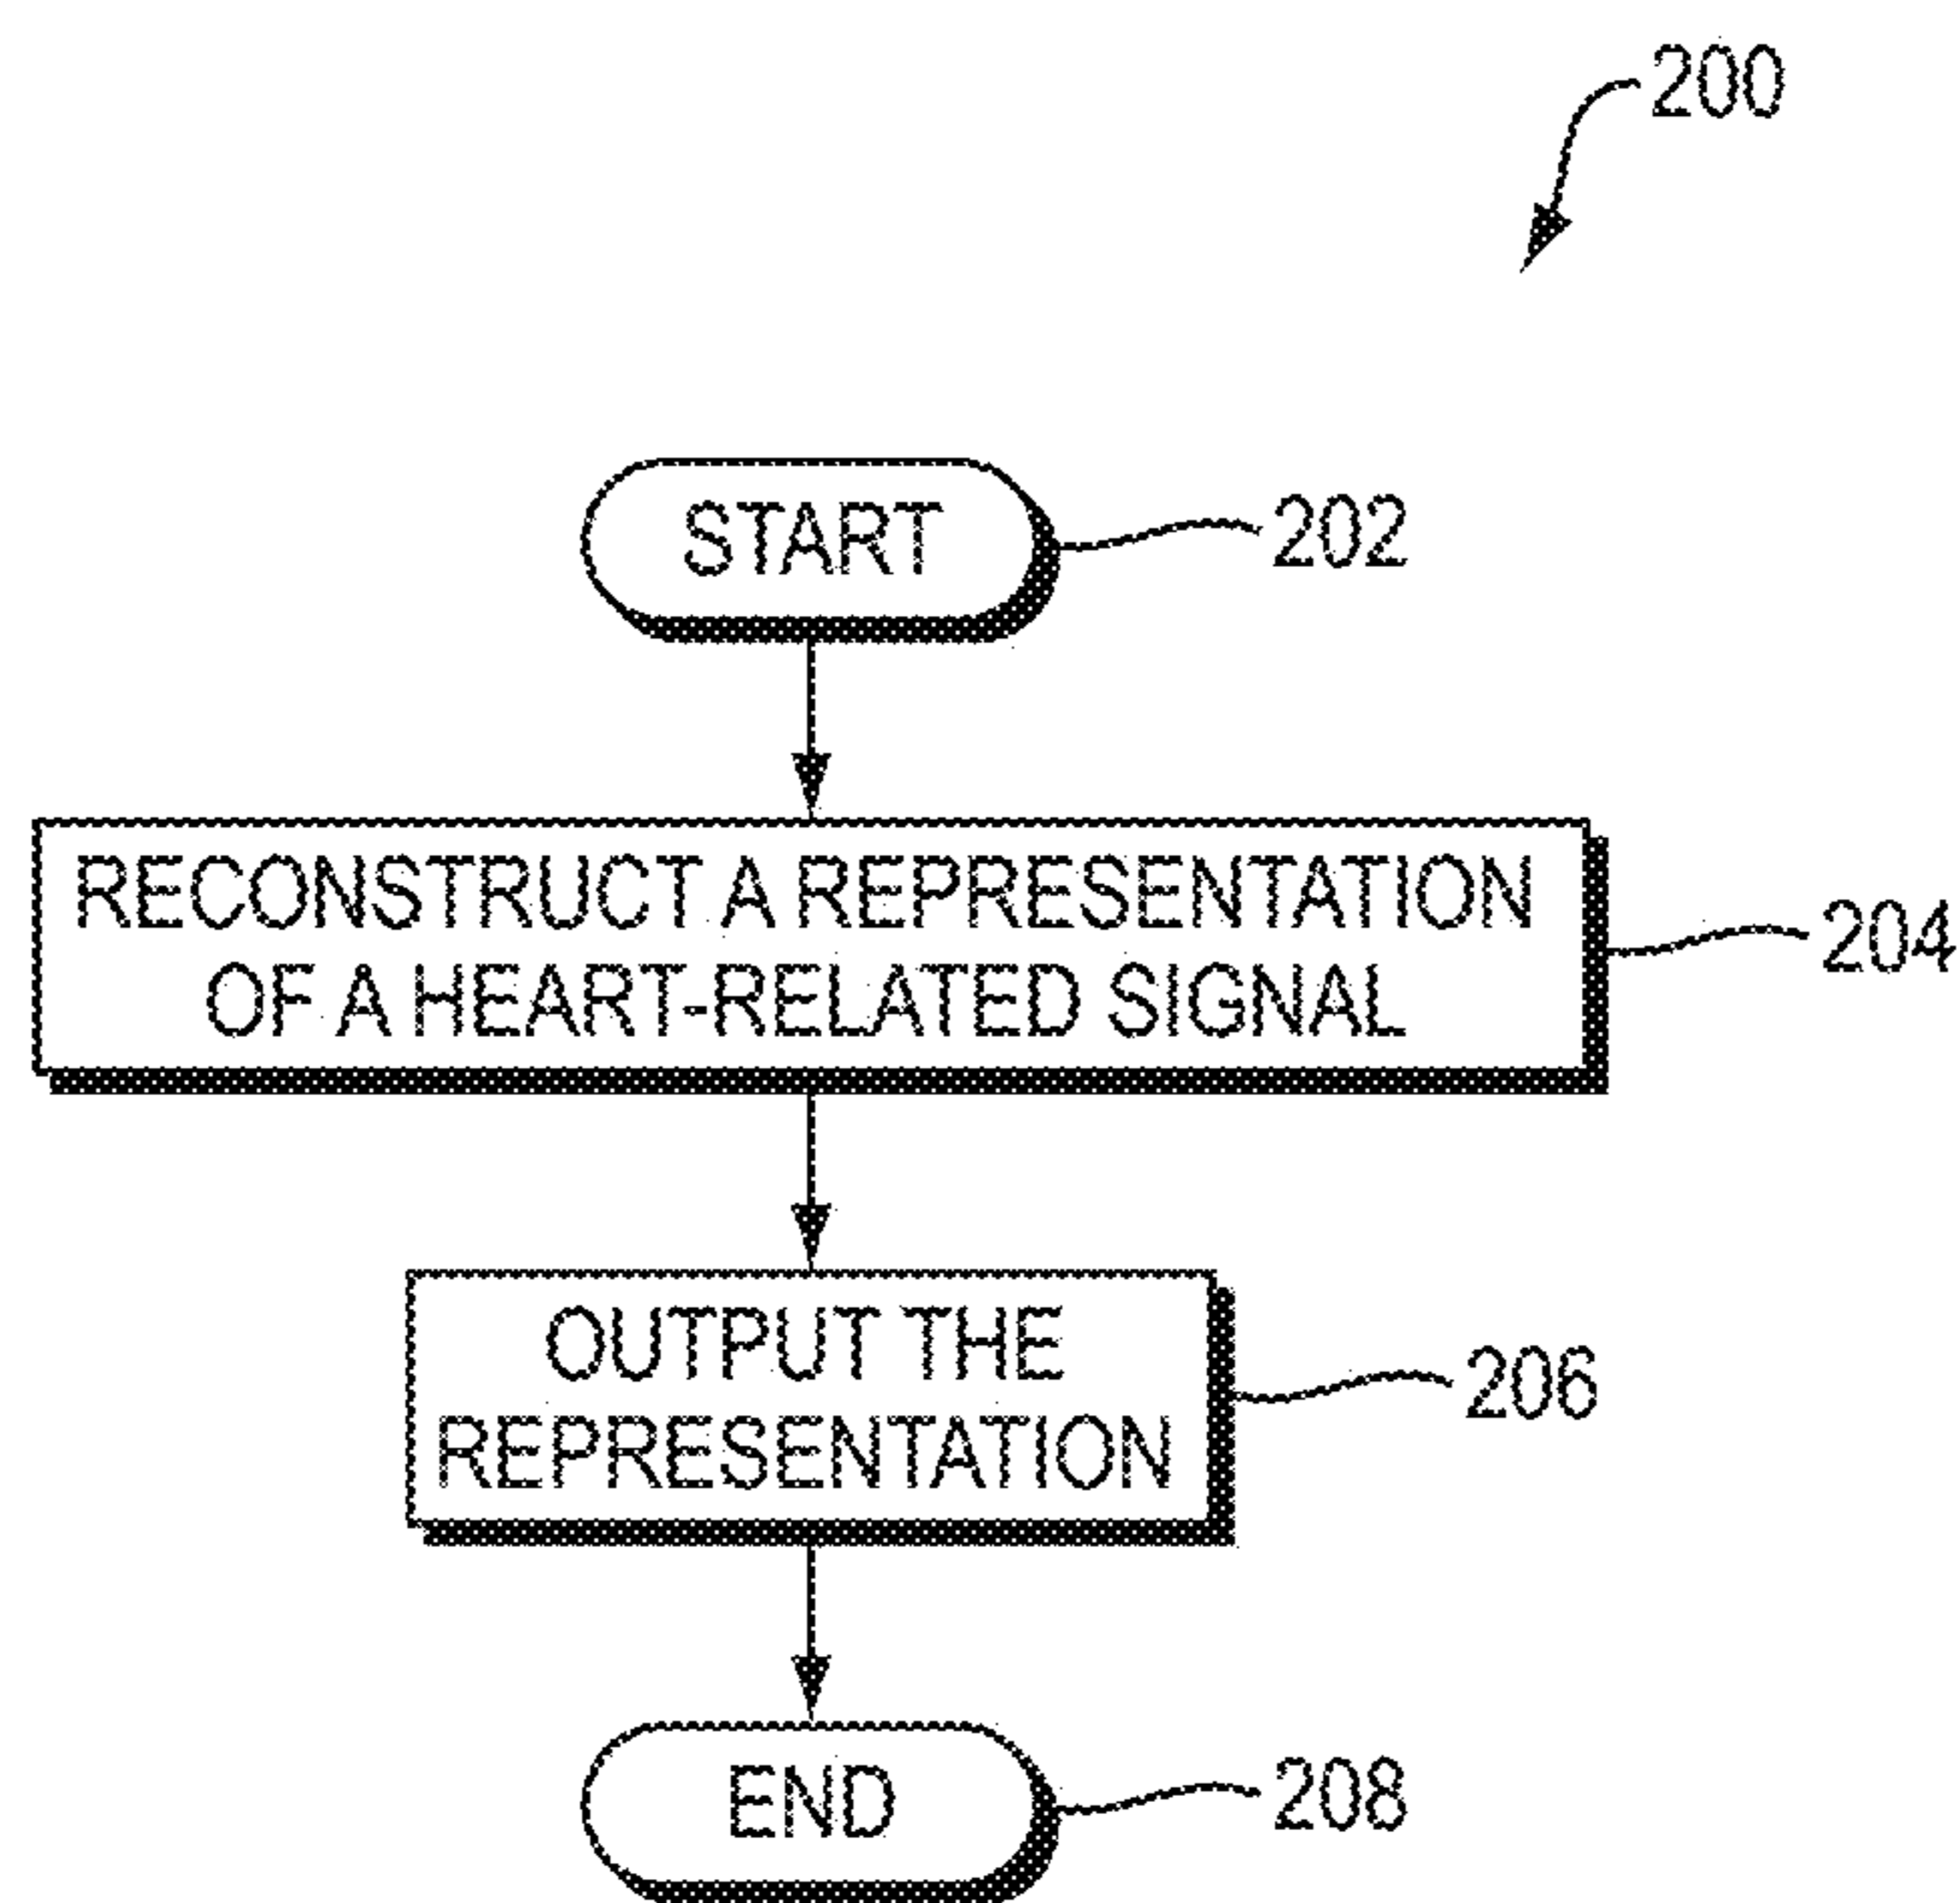 200
START
202
RECONSTRUCT A REPRESENTATION
OF A HEART-RELATED SIGNAL
204
OUTPUT THE
REPRESENTATION
206
END
208